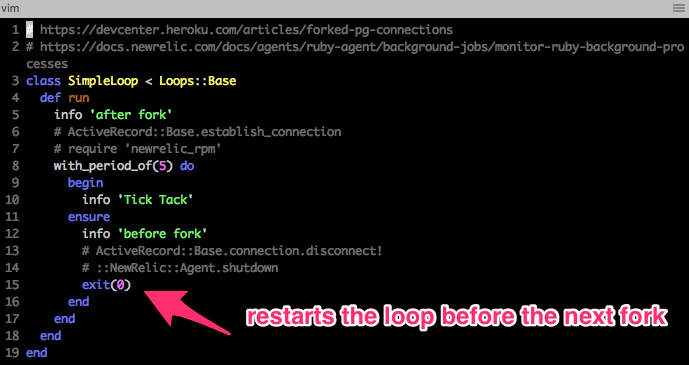 vim
1 # https://devcenter.heroku.com/articles/forked-pg-connections
2 # https://docs.newrelic.com/docs/agents/ruby-agent/background-jobs/monitor-ruby-background-pro
cesses
3 class SimpleLoop < Loops::Base
4   def run
5     info 'after fork'
6     # ActiveRecord::Base.establish_connection
7     # require 'newrelic_rpm'
8     with_period_of(5) do
9       begin
10         info 'Tick Tack'
11       ensure
12         info 'before fork'
13         # ActiveRecord::Base.connection.disconnect!
14         # ::NewRelic::Agent.shutdown
15         exit(0)
16       end
17     end
18   end
19 end
restarts the loop before the next fork